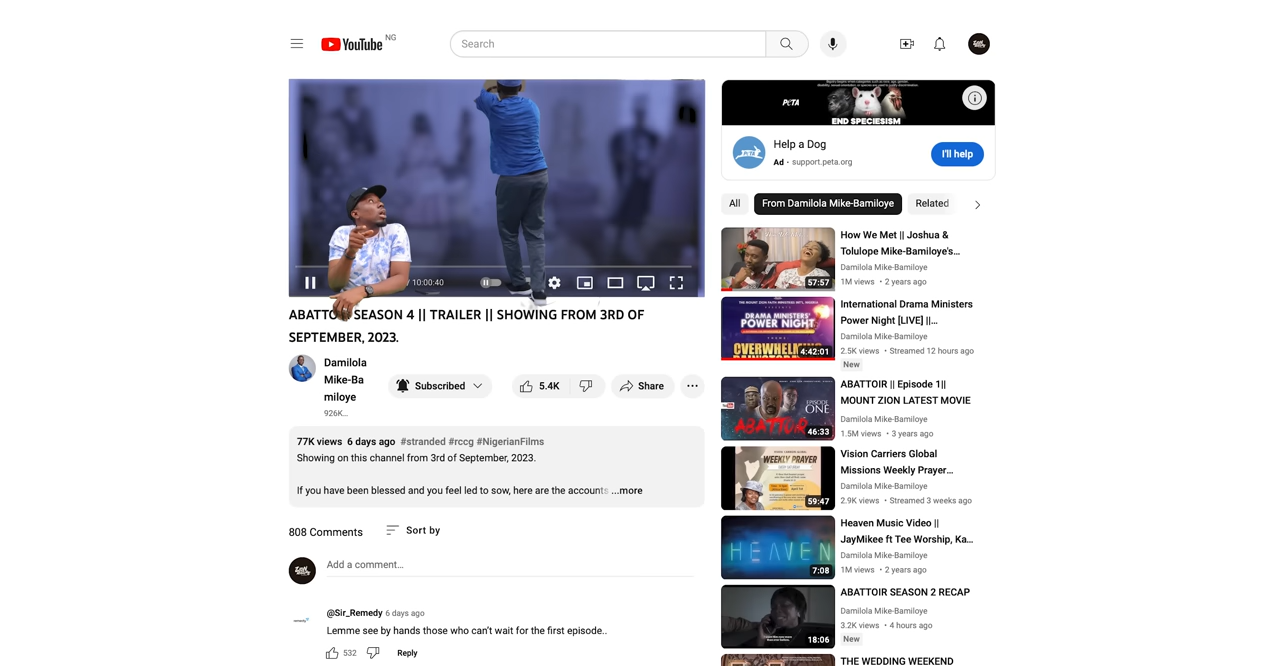 YouTube NG
Search
PETA
END SPECIESISM
Help a Dog
Ad · support.peta.org
I'll help
All
From Damilola Mike-Bamiloye
Related
/ 10:00:40
ABATTO SEASON 4 || TRAILER || SHOWING FROM 3RD OF
SEPTEMBER, 2023.
Damilola
Mike-Ba
miloye
926K...
Subscribed
5.4K
Share
77K views 6 days ago #stranded #rccg #NigerianFilms
Showing on this channel from 3rd of September, 2023.
If you have been blessed and you feel led to sow, here are the accounts ...more
808 Comments
Sort by
Add a comment...
@Sir_Remedy 6 days ago
Lemme see by hands those who can't wait for the first episode..
532
Reply
57:57
How We Met || Joshua &
Tolulope Mike-Bamiloye's...
Damilola Mike-Bamiloye
1M views • 2 years ago
DRAMA MINISTERS'
POWER NIGHT
4:42:01
International Drama Ministers
Power Night [LIVE] ||...
Damilola Mike-Bamiloye
2.5K views • Streamed 12 hours ago
New
EPISODE
ONE
ABATTOIR
46:33
ABATTOIR || Episode 1||
MOUNT ZION LATEST MOVIE
Damilola Mike-Bamiloye
1.5M views • 3 years ago
WEEKLY PRAYER
59:47
Vision Carriers Global
Missions Weekly Prayer...
Damilola Mike-Bamiloye
2.9K views • Streamed 3 weeks ago
HEAVEN
7:08
Heaven Music Video ||
JayMikee ft Tee Worship, Ka...
Damilola Mike-Bamiloye
1M views • 2 years ago
18:06
ABATTOIR SEASON 2 RECAP
Damilola Mike-Bamiloye
3.2K views • 4 hours ago
New
THE WEDDING WEEKEND